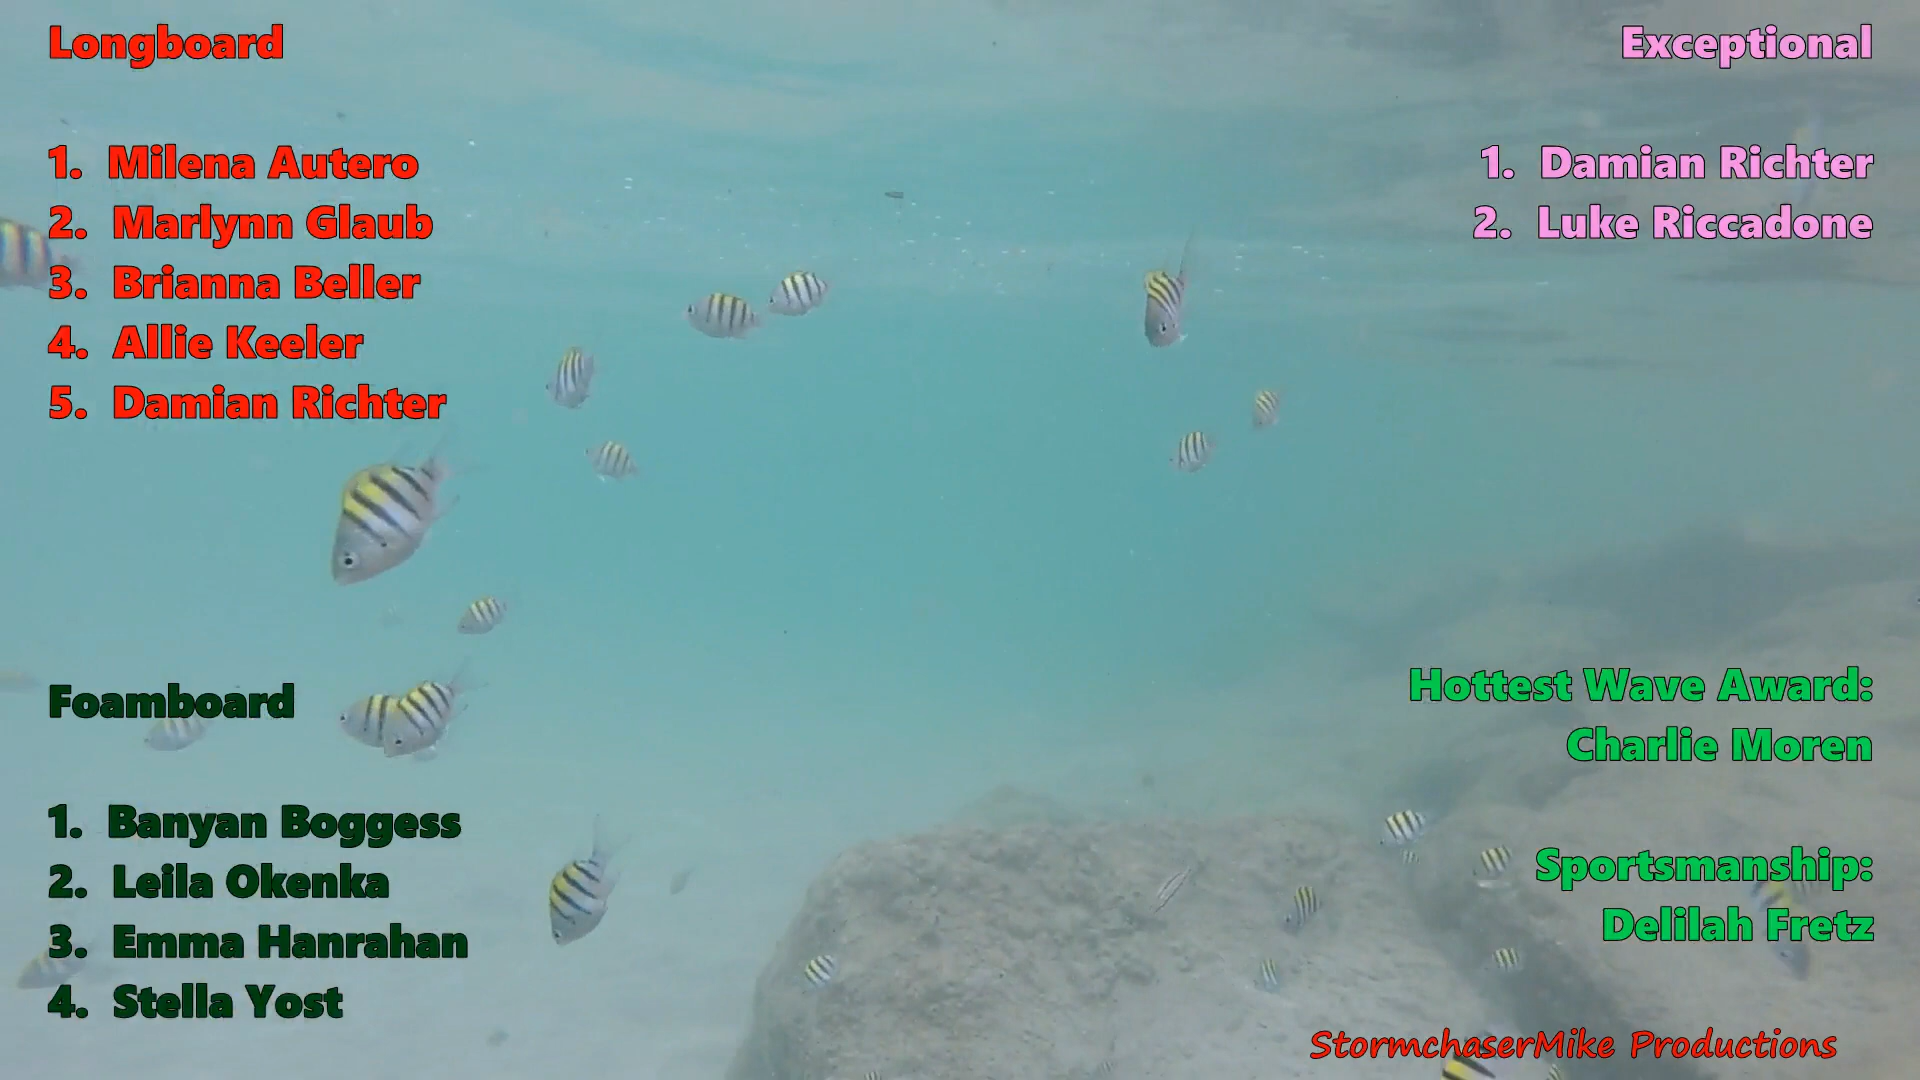 Longboard
1. Milena Autero
2. Marlynn Glaub
3. Brianna Beller
4. Allie Keeler
5. Damian Richter
Foamboard
1. Banyan Boggess
2. Leila Okenka
3. Emma Hanrahan
4. Stella Yost
Exceptional
1. Damian Richter
2. Luke Riccadone
Hottest Wave Award:
Charlie Moren
Sportsmanship:
Delilah Fretz
StormchaserMike Productions